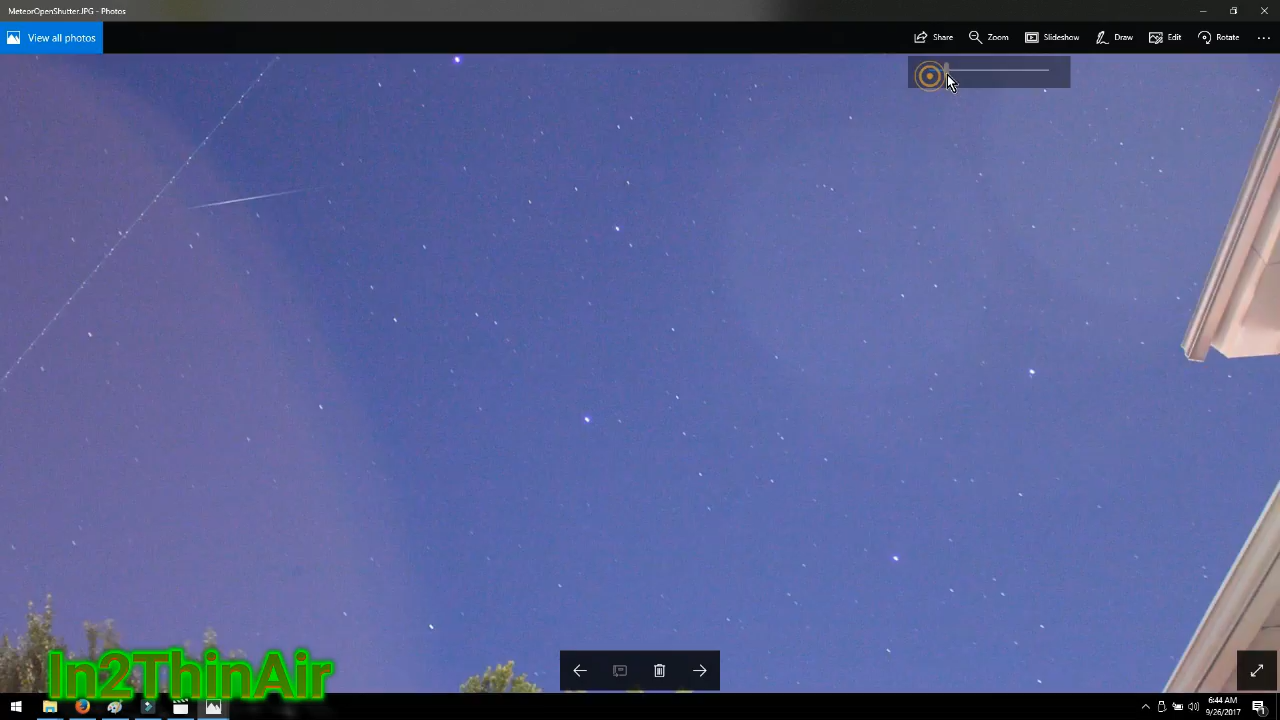 MeteorOpenShutter.JPG - Photos
View all photos
Share
Zoom
Slideshow
Draw
Edit
Rotate
In2ThinAir
6:44 AM
9/26/2017
1